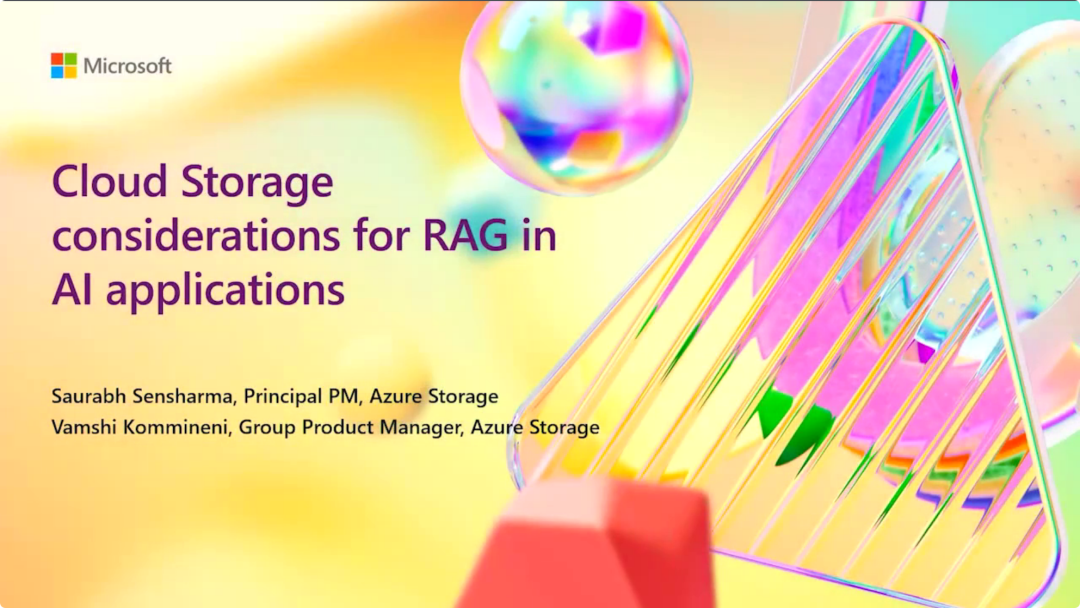 Microsoft
Cloud Storage
considerations for RAG in
AI applications
Saurabh Sensharma, Principal PM, Azure Storage
Vamshi Kommineni, Group Product Manager, Azure Storage